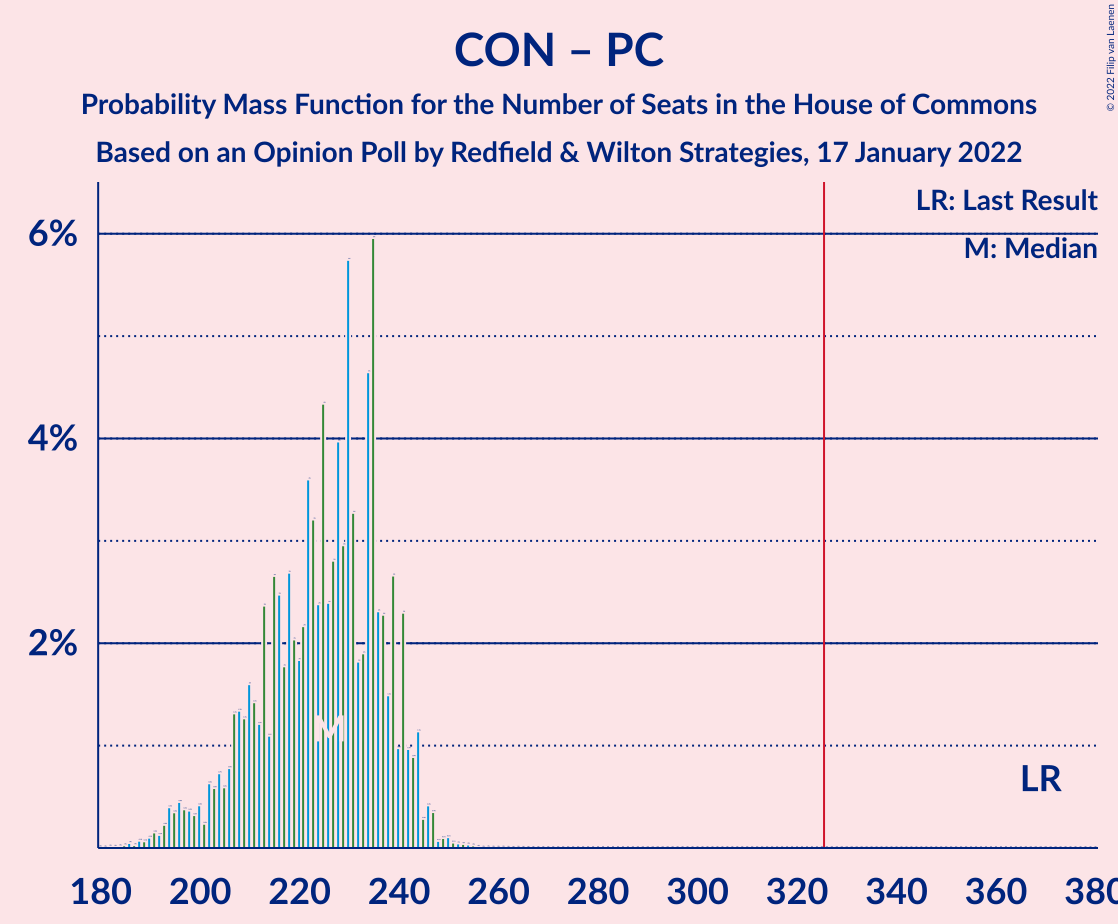 CON – PC
Probability Mass Function for the Number of Seats in the House of Commons
Based on an Opinion Poll by Redfield & Wilton Strategies, 17 January 2022
© 2022 Filip van Laenen
LR: Last Result
M: Median
6%
4%
2%
M
LR
180 200 220 240 260 280 300 320 340 360 380